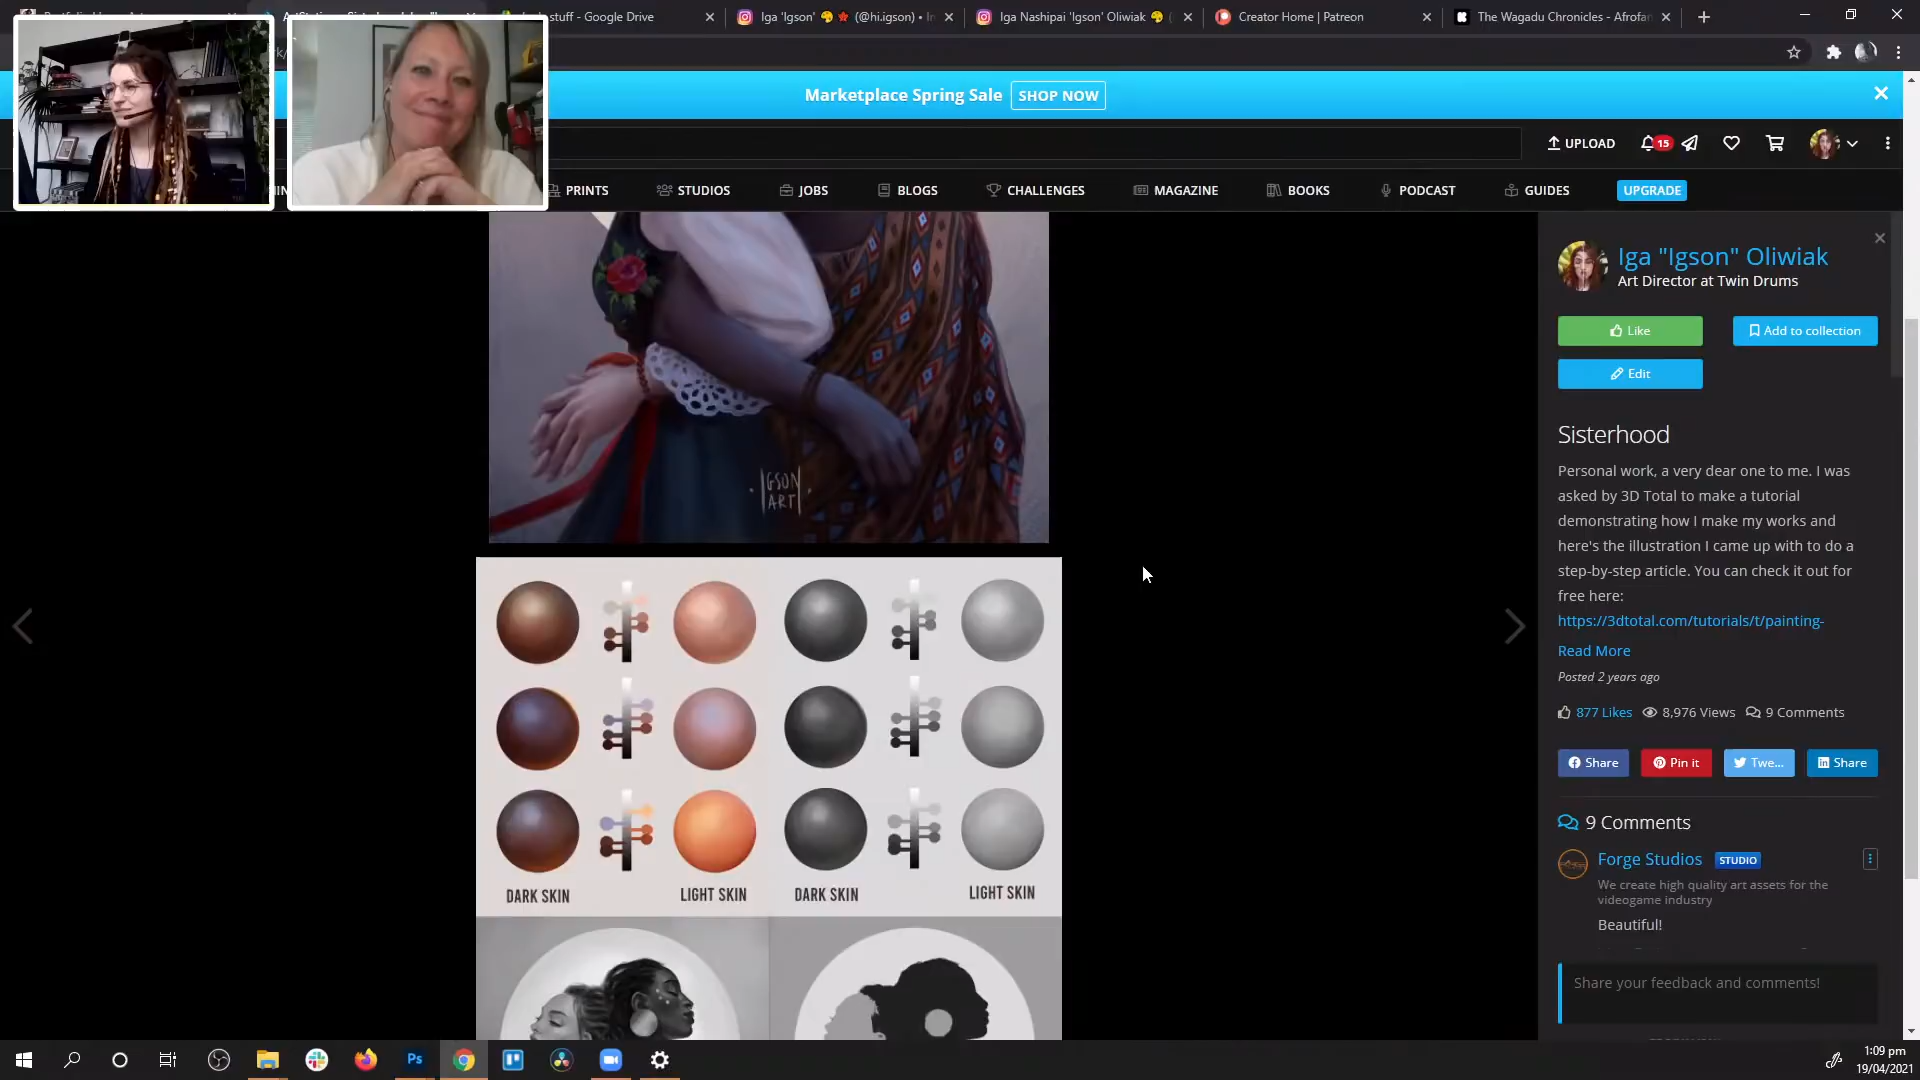 stuff - Google Drive
Iga 'Igson'
(@hi.igson) • In
Iga Nashipai 'Igson' Oliwiak
Creator Home | Patreon
The Wagadu Chronicles - Afrofan
Marketplace Spring Sale
SHOP NOW
UPLOAD
15
PRINTS
STUDIOS
JOBS
BLOGS
CHALLENGES
MAGAZINE
BOOKS
PODCAST
GUIDES
UPGRADE
Iga "Igson" Oliwiak
Art Director at Twin Drums
Like
Add to collection
Edit
Sisterhood
Personal work, a very dear one to me. I was
asked by 3D Total to make a tutorial
demonstrating how I make my works and
here's the illustration I came up with to do a
step-by-step article. You can check it out for
free here:
https://3dtotal.com/tutorials/t/painting-
Read More
Posted 2 years ago
877 Likes
8,976 Views
9 Comments
Share
Pin it
Twe...
Share
9 Comments
Forge Studios
STUDIO
We create high quality art assets for the
videogame industry
Beautiful!
Share your feedback and comments!
IGSON
ART
DARK SKIN
LIGHT SKIN
DARK SKIN
LIGHT SKIN
Ps
1:09 pm
19/04/2021